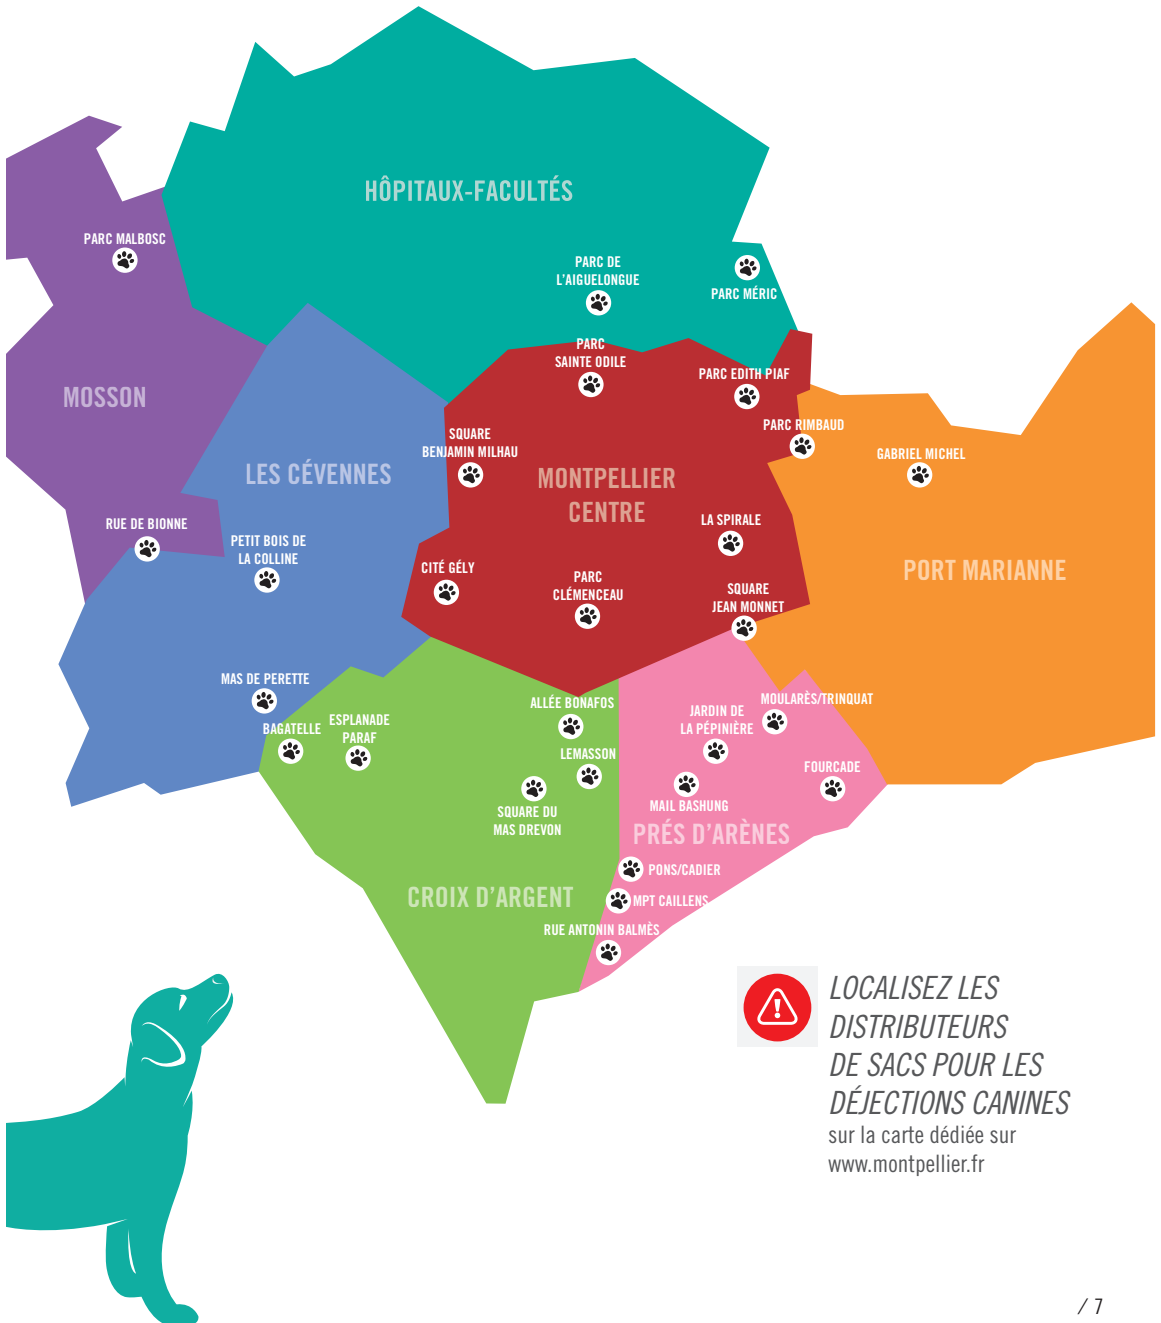 HÔPITAUX-FACULTÉS
PARC MALBOSC
PARC DE
L'AIGUELONGUE
PARC MÉRIC
PARC
SAINTE ODILE
PARC EDITH PIAF
MOSSON
PARC RIMBAUD
SQUARE
BENJAMIN MILHAU
GABRIEL MICHEL
LES CÉVENNES
MONTPELLIER
CENTRE
RUE DE BIONNE
LA SPIRALE
PETIT BOIS DE
LA COLLINE
CITÉ GÉLY
PORT MARIANNE
PARC
CLÉMENCEAU
SQUARE
JEAN MONNET
MAS DE PERETTE
ALLÉE BONAFOS
MOULARÈS/TRINQUAT
BAGATELLE
ESPLANADE
PARAF
JARDIN DE
LA PÉPINIÈRE
LEMASSON
FOURCADE
SQUARE DU
MAS DREVON
MAIL BASHUNG
PRÉS D'ARÈNES
PONS/CADIER
CROIX D'ARGENT
MPT CAILLENS
RUE ANTONIN BALMÈS
LOCALISEZ LES
DISTRIBUTEURS
DE SACS POUR LES
DÉJECTIONS CANINES
sur la carte dédiée sur
www.montpellier.fr
/ 7